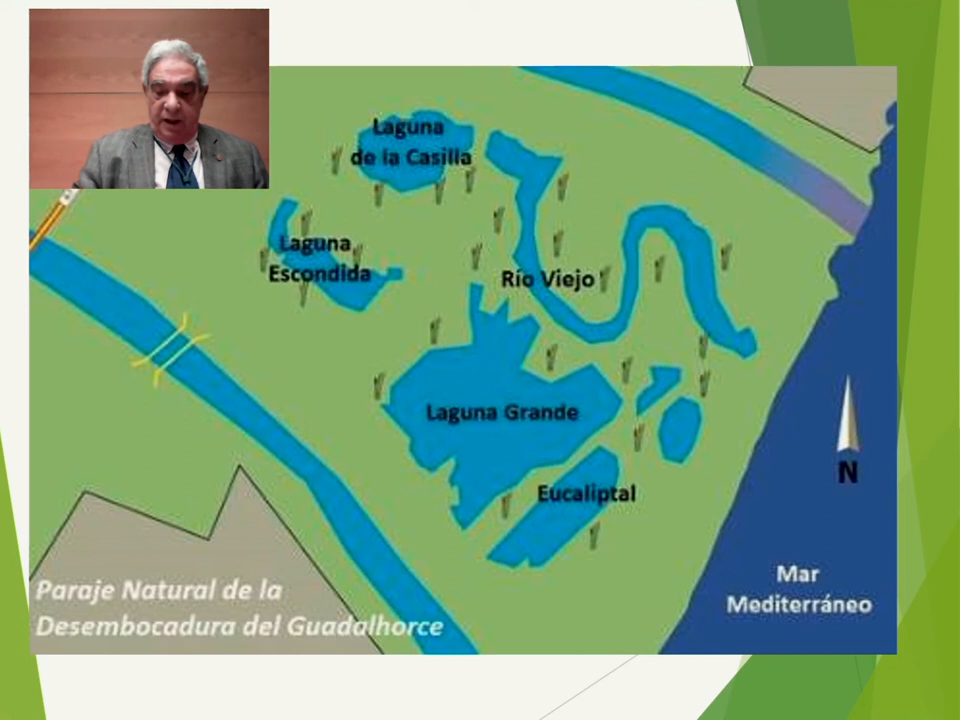 Laguna
de la Casilla
Laguna
Escondida
Río Viejo
Laguna Grande
Eucaliptal
N
Mar
Mediterráneo
Paraje Natural de la
Desembocadura del Guadalhorce